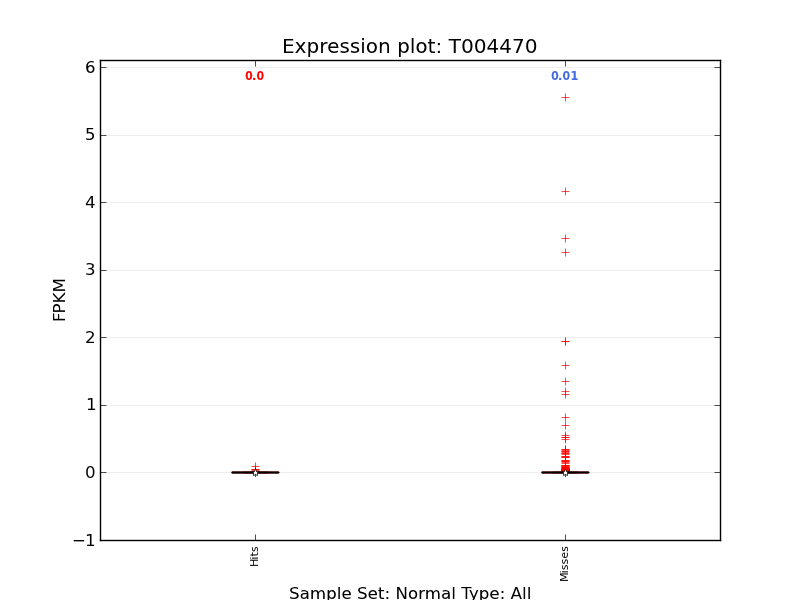 Expression plot: T004470
0.0
0.01
6
5
4
3
2
1
0
−1
FPKM
Hits
Misses
Sample Set: Normal Type: All